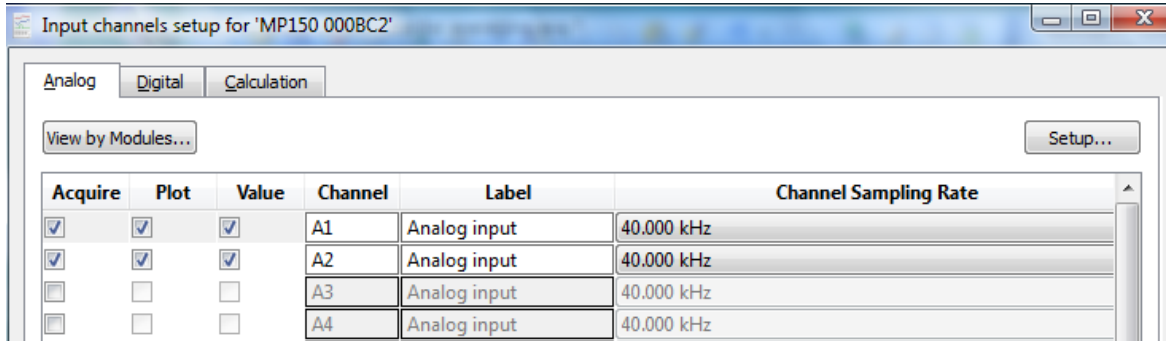 Input channels setup for 'MP150 000BC2'
Analog Digital Calculation
View by Modules... Setup...
Acquire Plot Value Channel Label Channel Sampling Rate
A1 Analog input 40.000 kHz
A2 Analog input 40.000 kHz
A3 Analog input 40.000 kHz
A4 Analog input 40.000 kHz